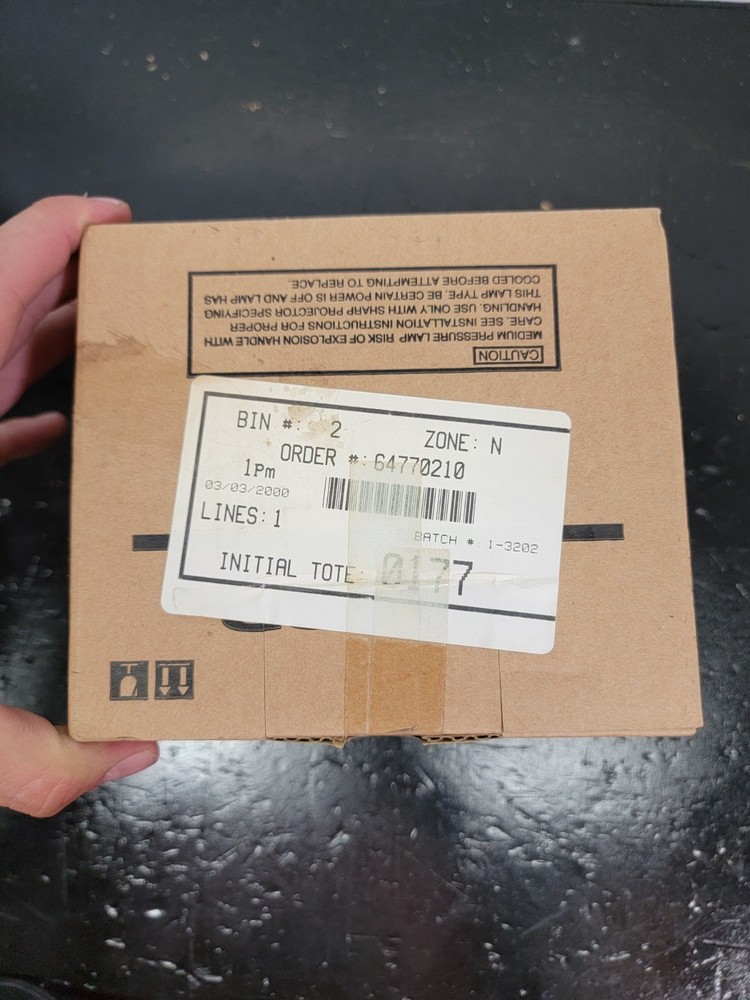 CAUTION
MEDIUM PRESSURE LAMP RISK OF EXPLOSION HANDLE WITH
CARE. SEE INSTALLATION INSTRUCTIONS FOR PROPER
HANDLING. USE ONLY WITH SHARP PROJECTOR SPECIFYING
THIS LAMP TYPE. BE CERTAIN POWER IS OFF AND LAMP HAS
COOLED BEFORE ATTEMPTING TO REPLACE.
BIN #: 2 ZONE: N
ORDER #: 64770210
1Pm
03/03/2000
LINES: 1
BATCH #: 1-3202
INITIAL TOTE: 0177